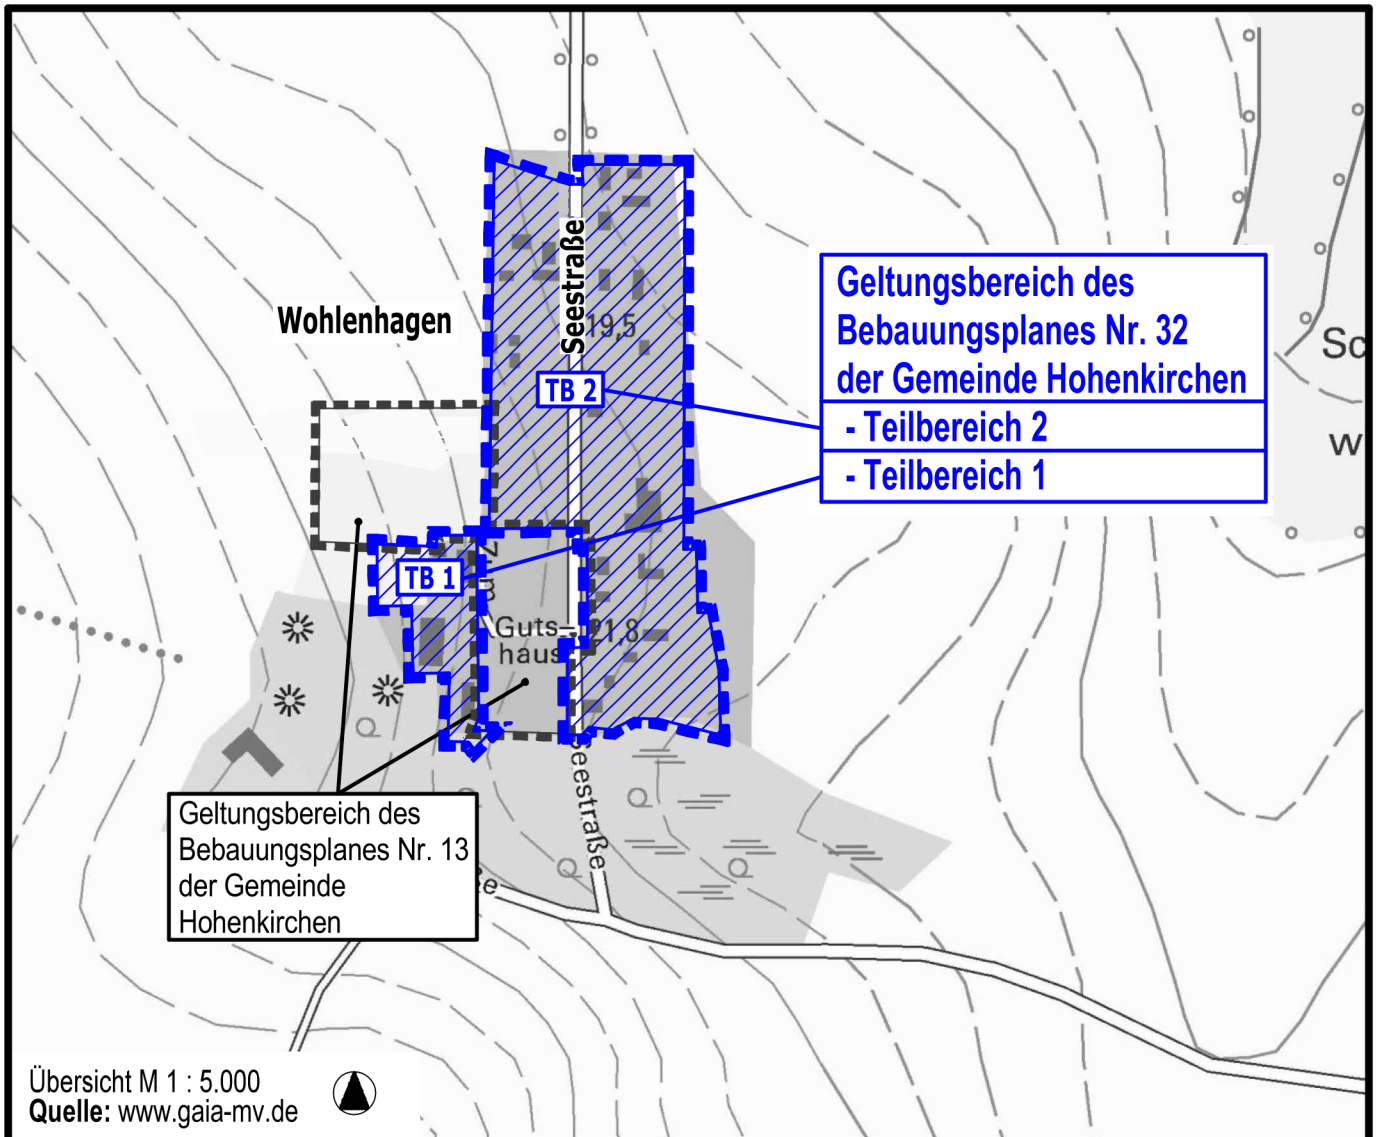 Wohlenhagen
Seestraße
19,5
TB 2
Geltungsbereich des
Bebauungsplanes Nr. 32
der Gemeinde Hohenkirchen
- Teilbereich 2
- Teilbereich 1
TB 1
Guts-
haus
21,8
Seestraße
Geltungsbereich des
Bebauungsplanes Nr. 13
der Gemeinde
Hohenkirchen
Übersicht M 1 : 5.000
Quelle: www.gaia-mv.de